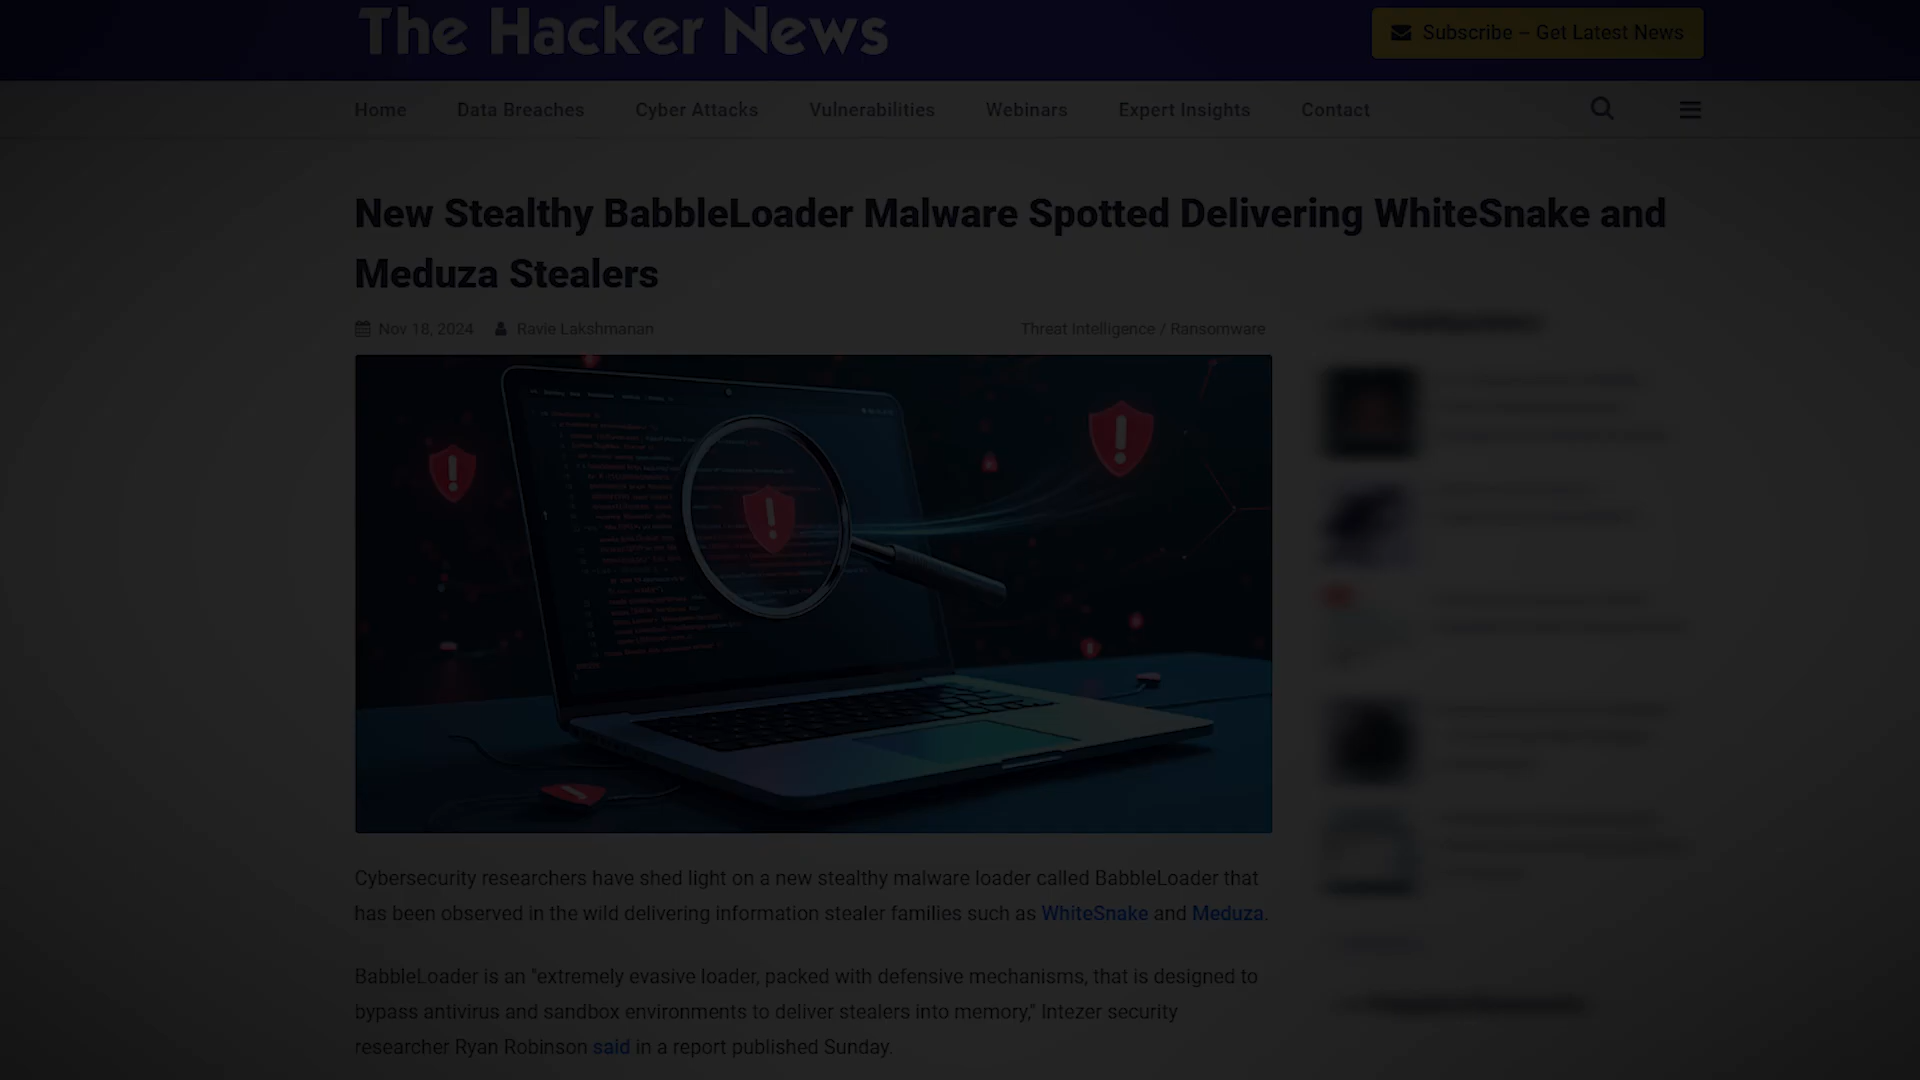 The Hacker News
Subscribe – Get Latest News
Home Data Breaches Cyber Attacks Vulnerabilities Webinars Expert Insights Contact
New Stealthy BabbleLoader Malware Spotted Delivering WhiteSnake and
Meduza Stealers
Nov 18, 2024 Ravie Lakshmanan Threat Intelligence / Ransomware
Cybersecurity researchers have shed light on a new stealthy malware loader called BabbleLoader that
has been observed in the wild delivering information stealer families such as WhiteSnake and Meduza.
BabbleLoader is an "extremely evasive loader, packed with defensive mechanisms, that is designed to
bypass antivirus and sandbox environments to deliver stealers into memory," Intezer security
researcher Ryan Robinson said in a report published Sunday.